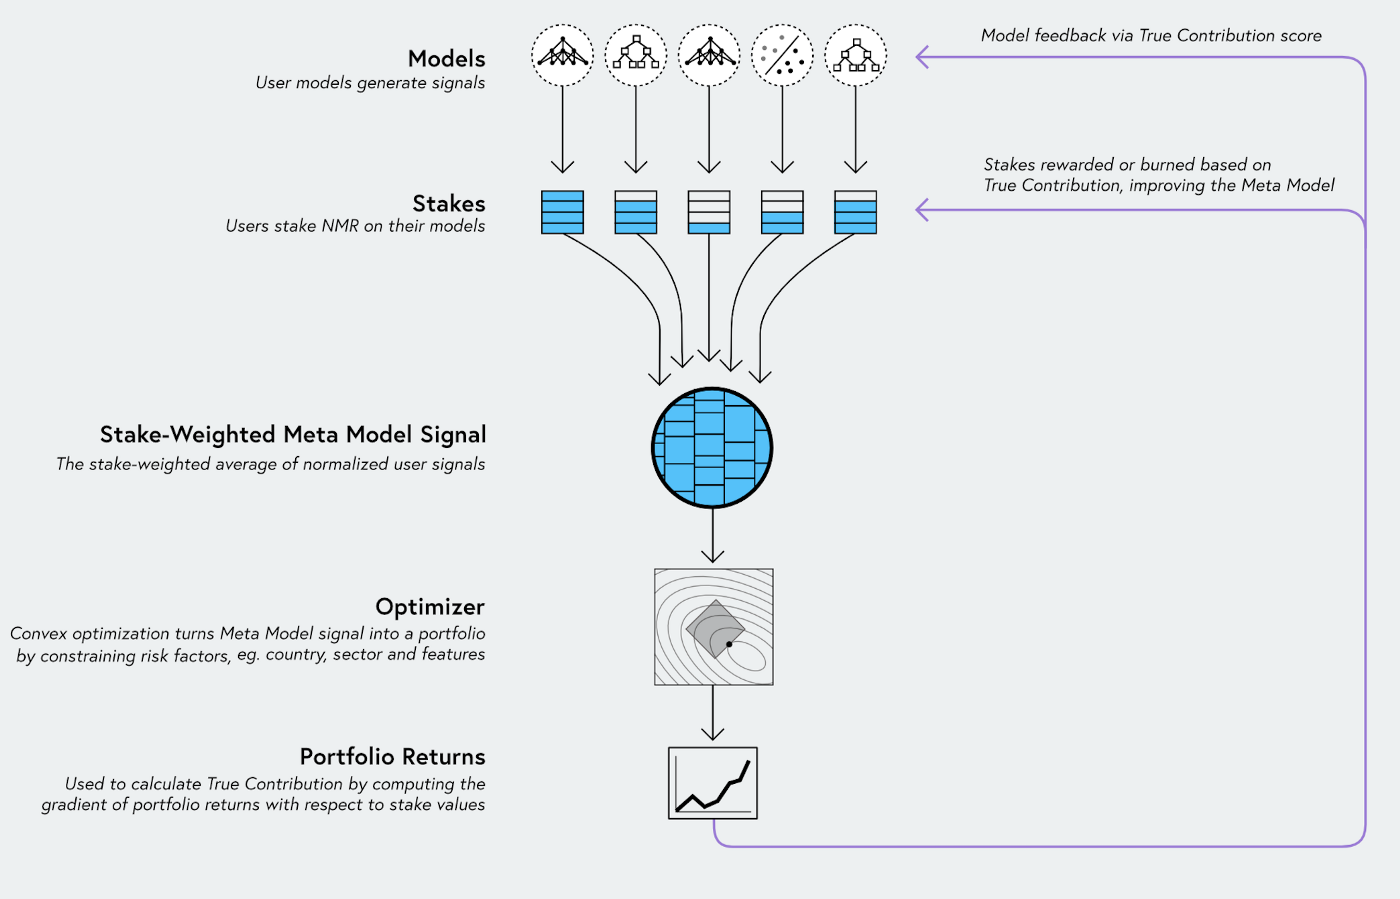 Models
User models generate signals
Model feedback via True Contribution score
Stakes rewarded or burned based on
True Contribution, improving the Meta Model
Stakes
Users stake NMR on their models
Stake-Weighted Meta Model Signal
The stake-weighted average of normalized user signals
Optimizer
Convex optimization turns Meta Model signal into a portfolio
by constraining risk factors, eg. country, sector and features
Portfolio Returns
Used to calculate True Contribution by computing the
gradient of portfolio returns with respect to stake values